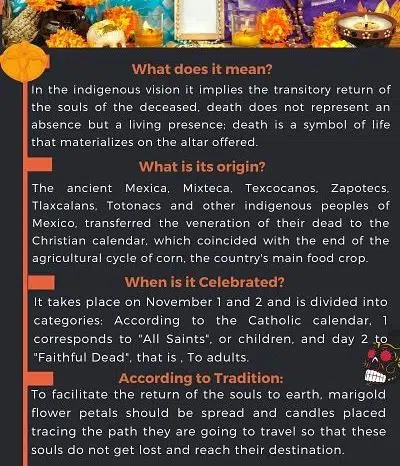 What does it mean?
In the indigenous vision it implies the transitory return of
the souls of the deceased, death does not represent an
absence but a living presence; death is a symbol of life
that materializes on the altar offered.
What is its origin?
The ancient Mexica, Mixteca, Texcocanos, Zapotecs,
Tlaxcalans, Totonacs and other indigenous peoples of
Mexico, transferred the veneration of their dead to the
Christian calendar, which coincided with the end of the
agricultural cycle of corn, the country's main food crop.
When is it Celebrated?
It takes place on November 1 and 2 and is divided into
categories: According to the Catholic calendar, 1
corresponds to "All Saints", or children, and day 2 to
"Faithful Dead", that is , To adults.
According to Tradition:
To facilitate the return of the souls to earth, marigold
flower petals should be spread and candles placed
tracing the path they are going to travel so that these
souls do not get lost and reach their destination.